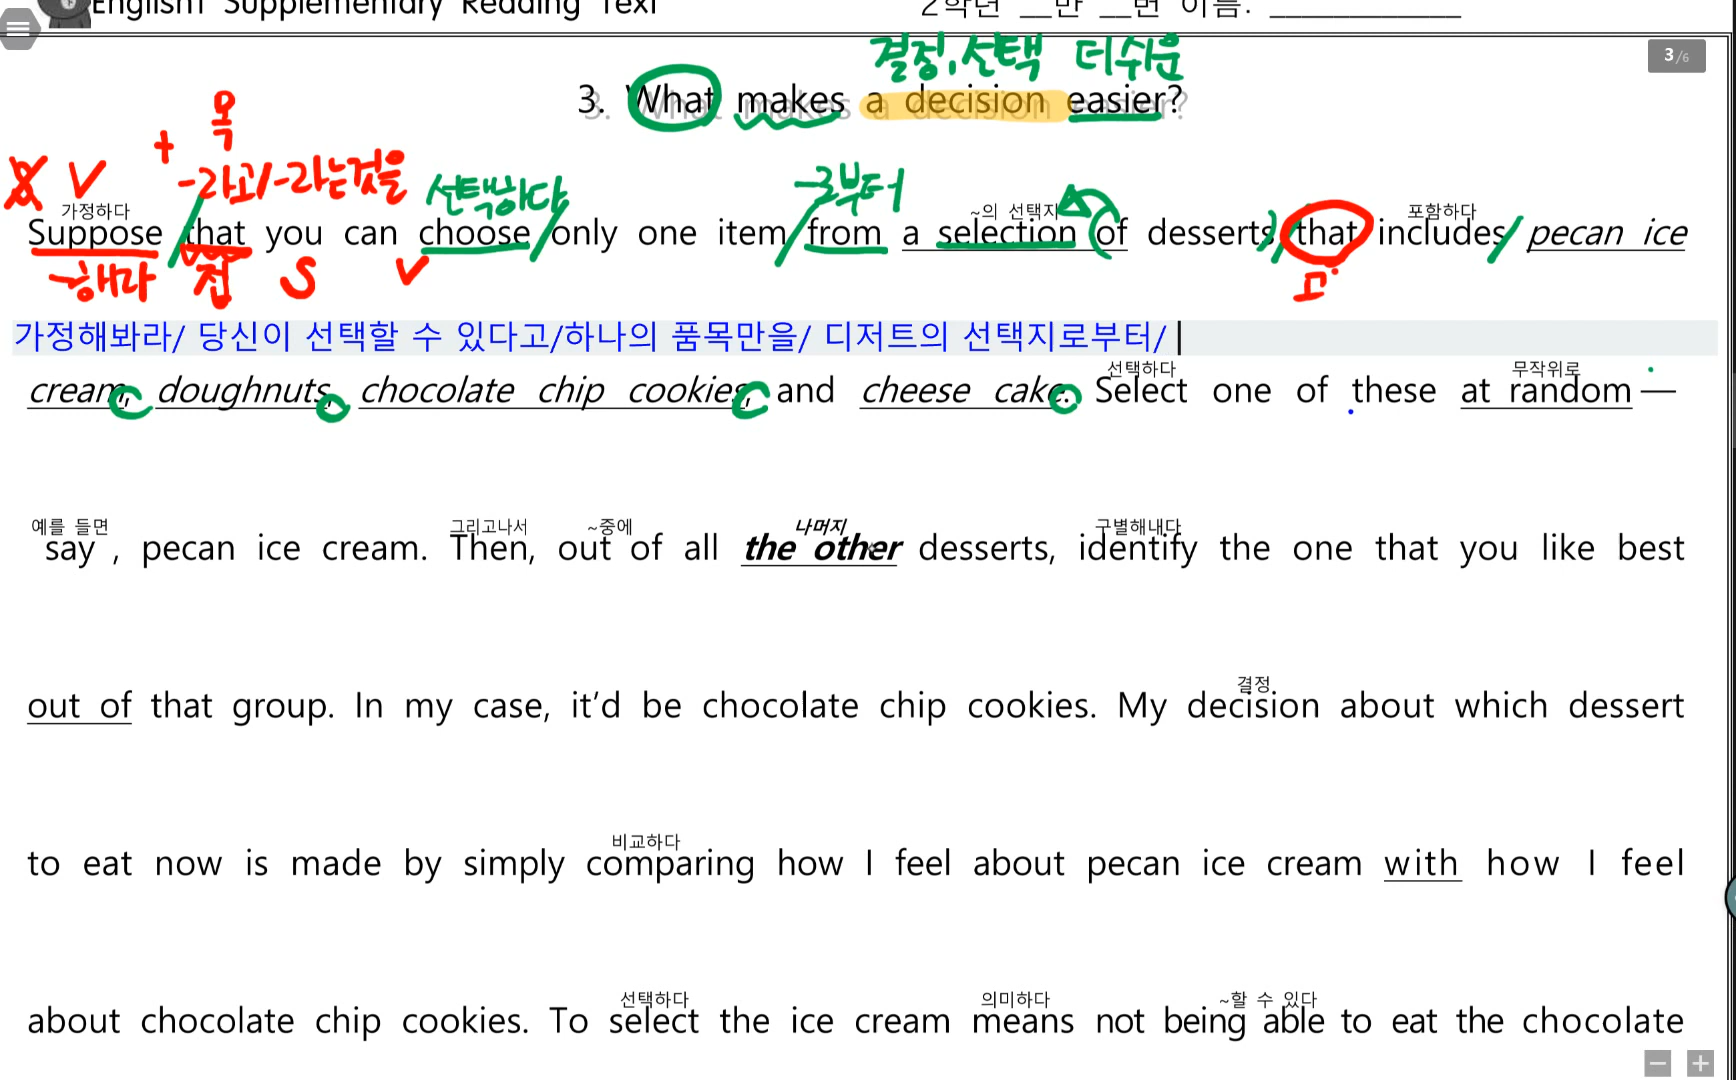 English1 Supplementary Reading Text 2학년 __반 __번 이름: ____________
3/6
결정, 선택 더쉬운
3. What makes a decision easier?
목
+ -라고/-라는것을
V 선택하다 -로부터
가정하다 ~의 선택지 포함하다
Suppose / that you can choose / only one item / from a selection (of desserts) / that includes / pecan ice
-해라 접 S V
가정해봐라/ 당신이 선택할 수 있다고/하나의 품목만을/ 디저트의 선택지로부터/
선택하다 무작위로
cream, doughnuts, chocolate chip cookies, and cheese cake. Select one of these at random —
예를 들면 그리고나서 ~중에 나머지 구별해내다
say , pecan ice cream. Then, out of all the other desserts, identify the one that you like best
결정
out of that group. In my case, it’d be chocolate chip cookies. My decision about which dessert
비교하다
to eat now is made by simply comparing how I feel about pecan ice cream with how I feel
선택하다 의미하다 ~할 수 있다
about chocolate chip cookies. To select the ice cream means not being able to eat the chocolate